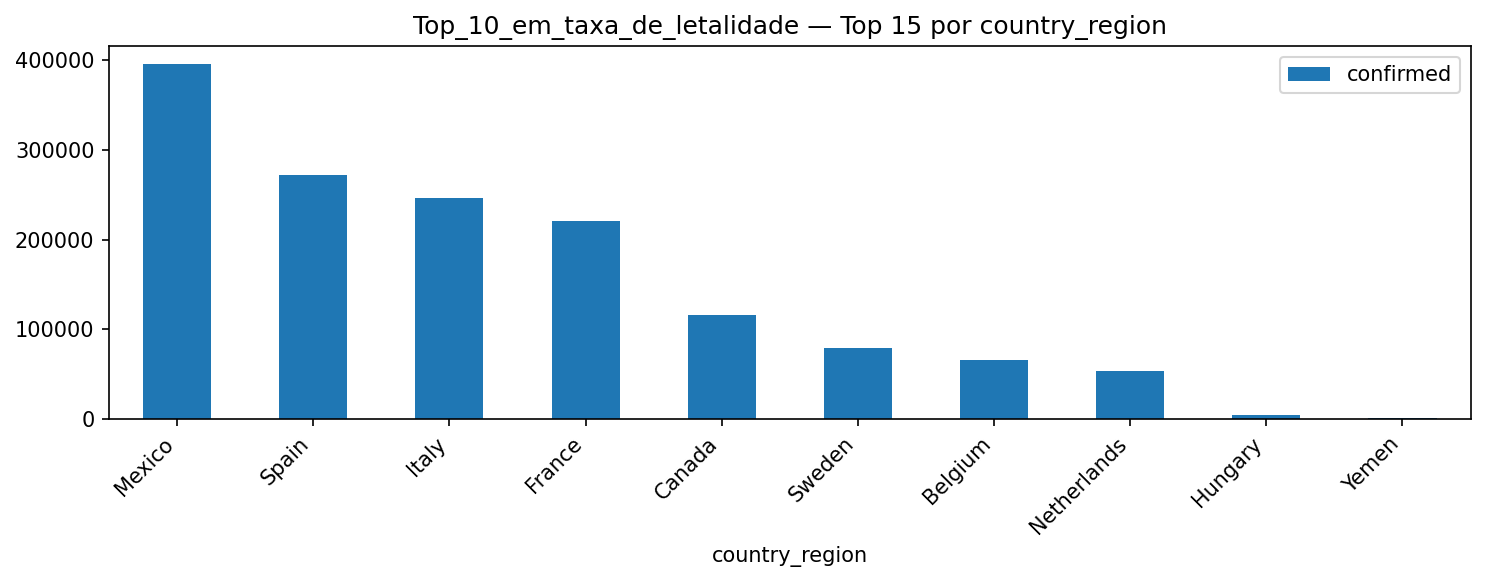 Top_10_em_taxa_de_letalidade — Top 15 por country_region
confirmed
400000
300000
200000
100000
0
Mexico
Spain
Italy
France
Canada
Sweden
Belgium
Netherlands
Hungary
Yemen
country_region